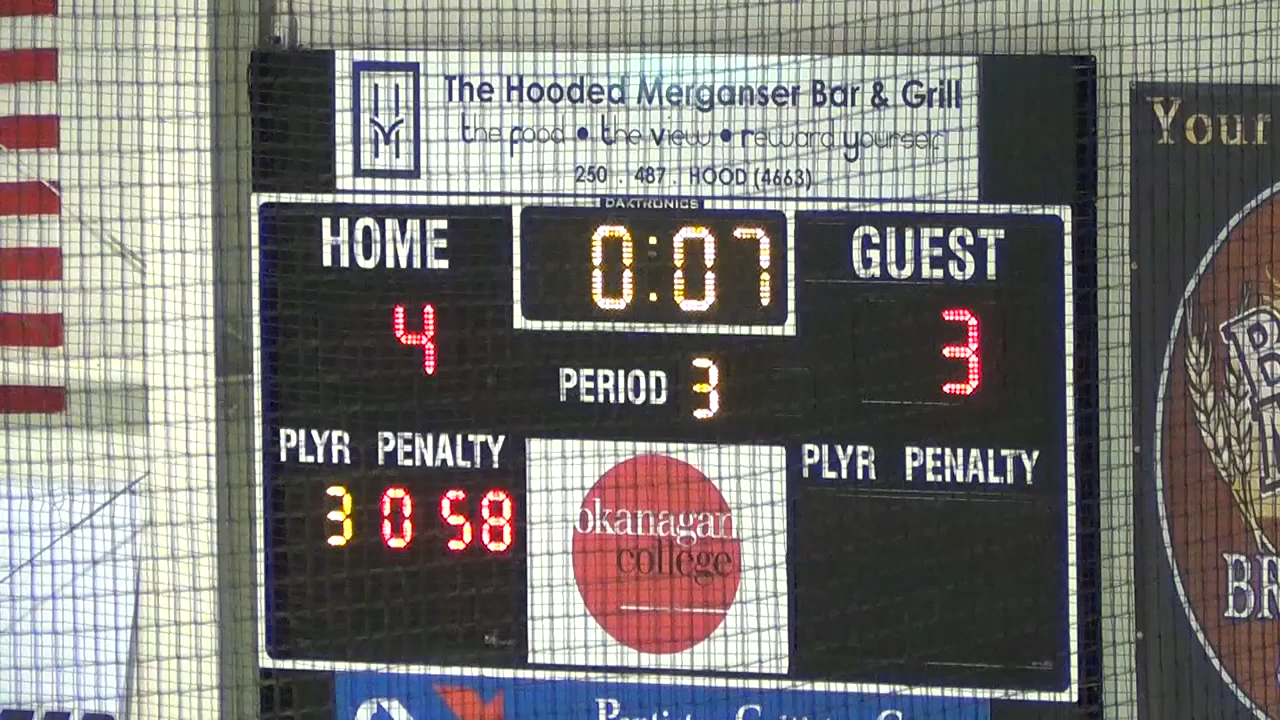 The Hooded Merganser Bar & Grill
the food • the view • reward yourself
250 . 487 . HOOD (4663)
DAKTRONICS
HOME
0:07
GUEST
4
3
PERIOD 3
PLYR PENALTY
PLYR PENALTY
3 0 58
okanagan
college
Your